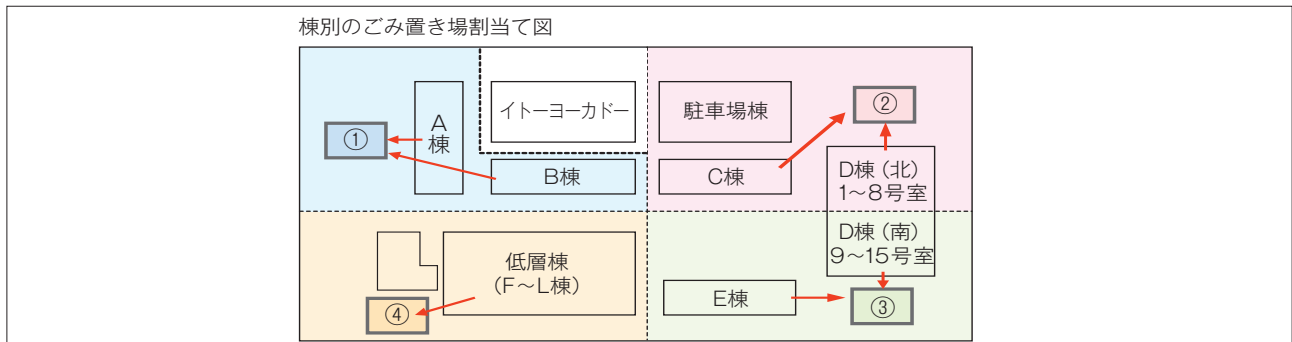 棟別のごみ置き場割当て図
イトーヨーカドー
駐車場棟
②
①
A
棟
B棟
C棟
D棟(北)
1～8号室
D棟(南)
9～15号室
低層棟
(F～L棟)
④
E棟
③